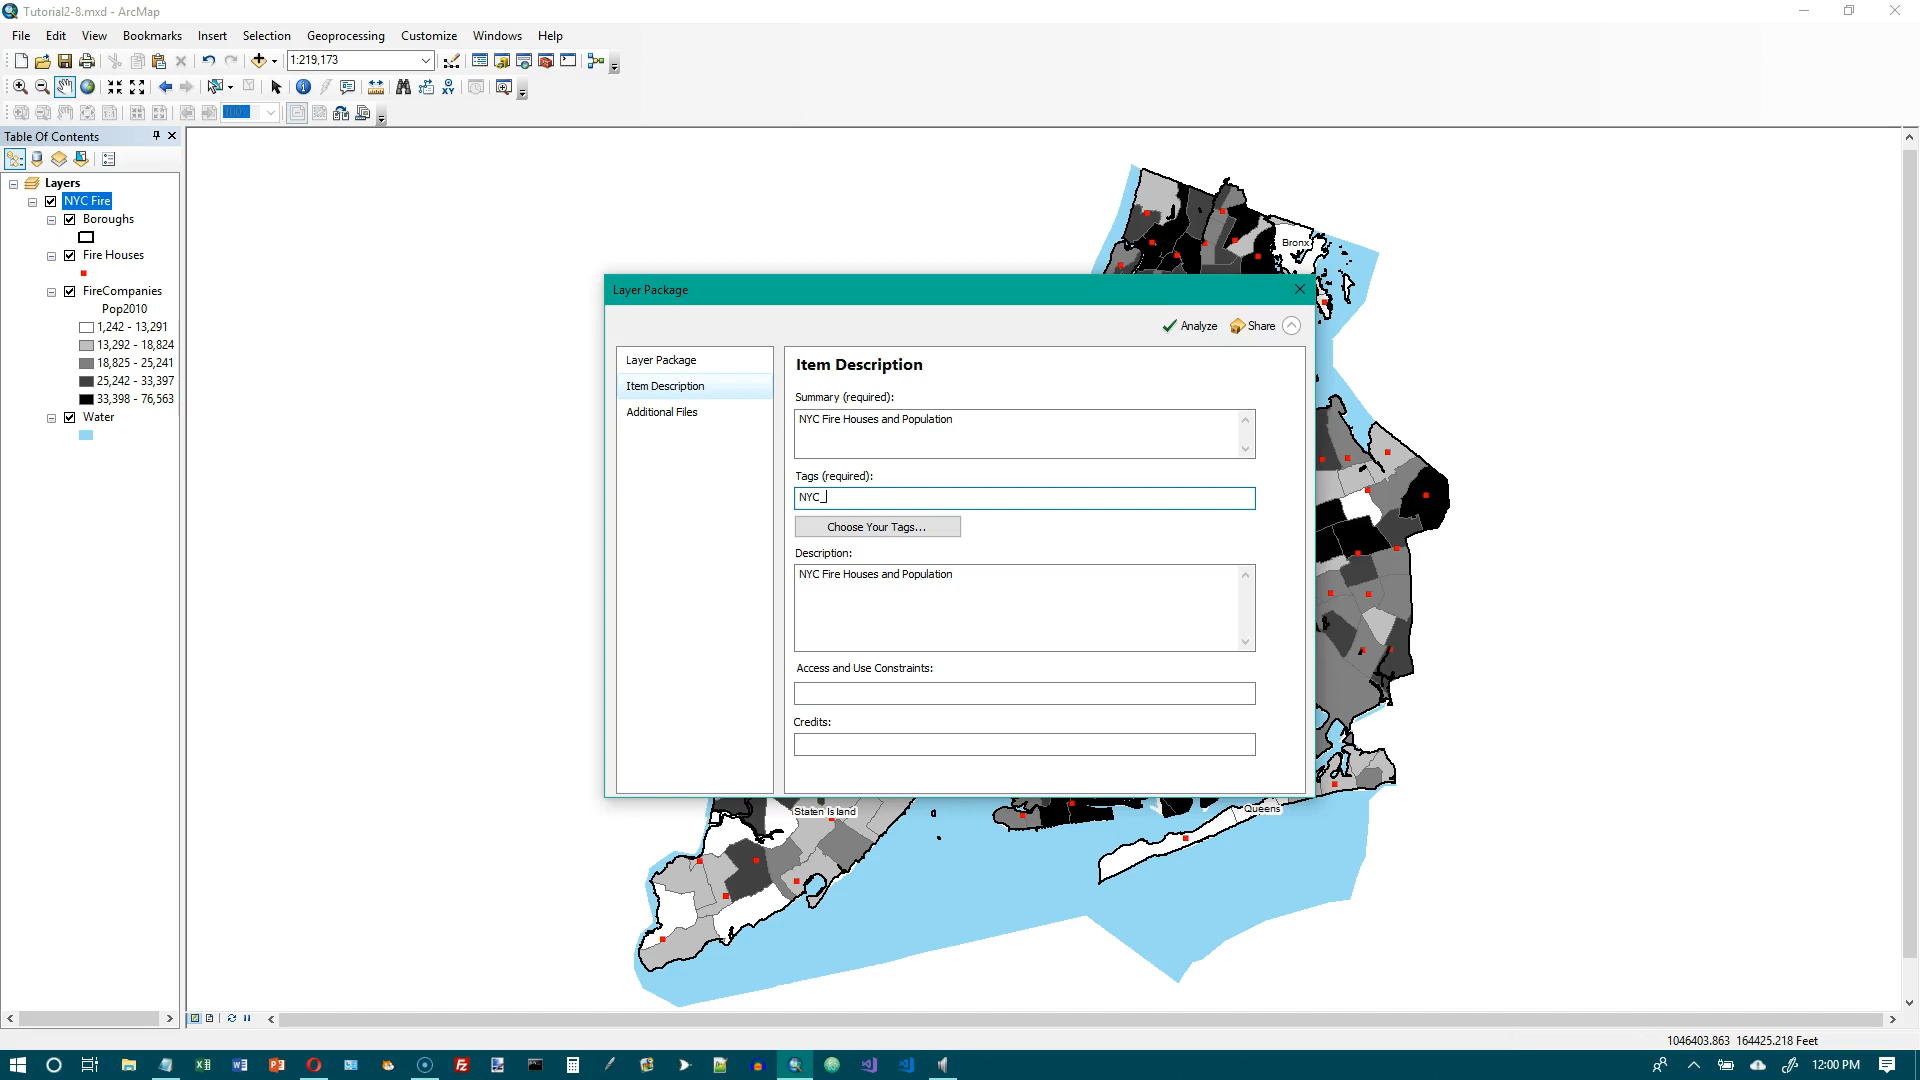 Tutorial2-8.mxd - ArcMap
File Edit View Bookmarks Insert Selection Geoprocessing Customize Windows Help
1:219,173
100%
Table Of Contents
Layers
NYC Fire
Boroughs
Fire Houses
FireCompanies
Pop2010
1,242 - 13,291
13,292 - 18,824
18,825 - 25,241
25,242 - 33,397
33,398 - 76,563
Water
Bronx
Layer Package
Analyze Share
Layer Package
Item Description
Additional Files
Item Description
Summary (required):
NYC Fire Houses and Population
Tags (required):
NYC_
Choose Your Tags...
Description:
NYC Fire Houses and Population
Access and Use Constraints:
Credits:
Staten Island
Queens
1046403.863 164425.218 Feet
12:00 PM